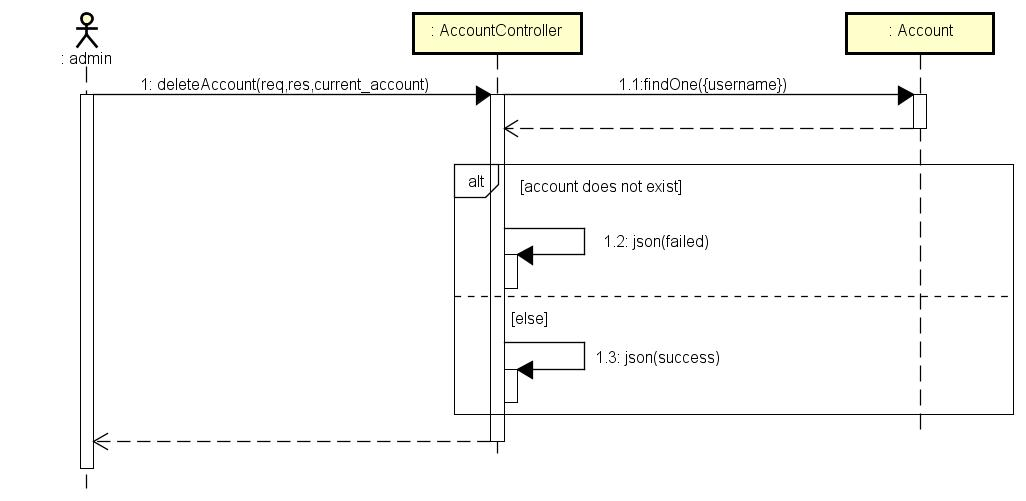 : admin
: AccountController
: Account
1: deleteAccount(req,res,current_account)
1.1:findOne({username})
alt
[account does not exist]
1.2: json(failed)
[else]
1.3: json(success)